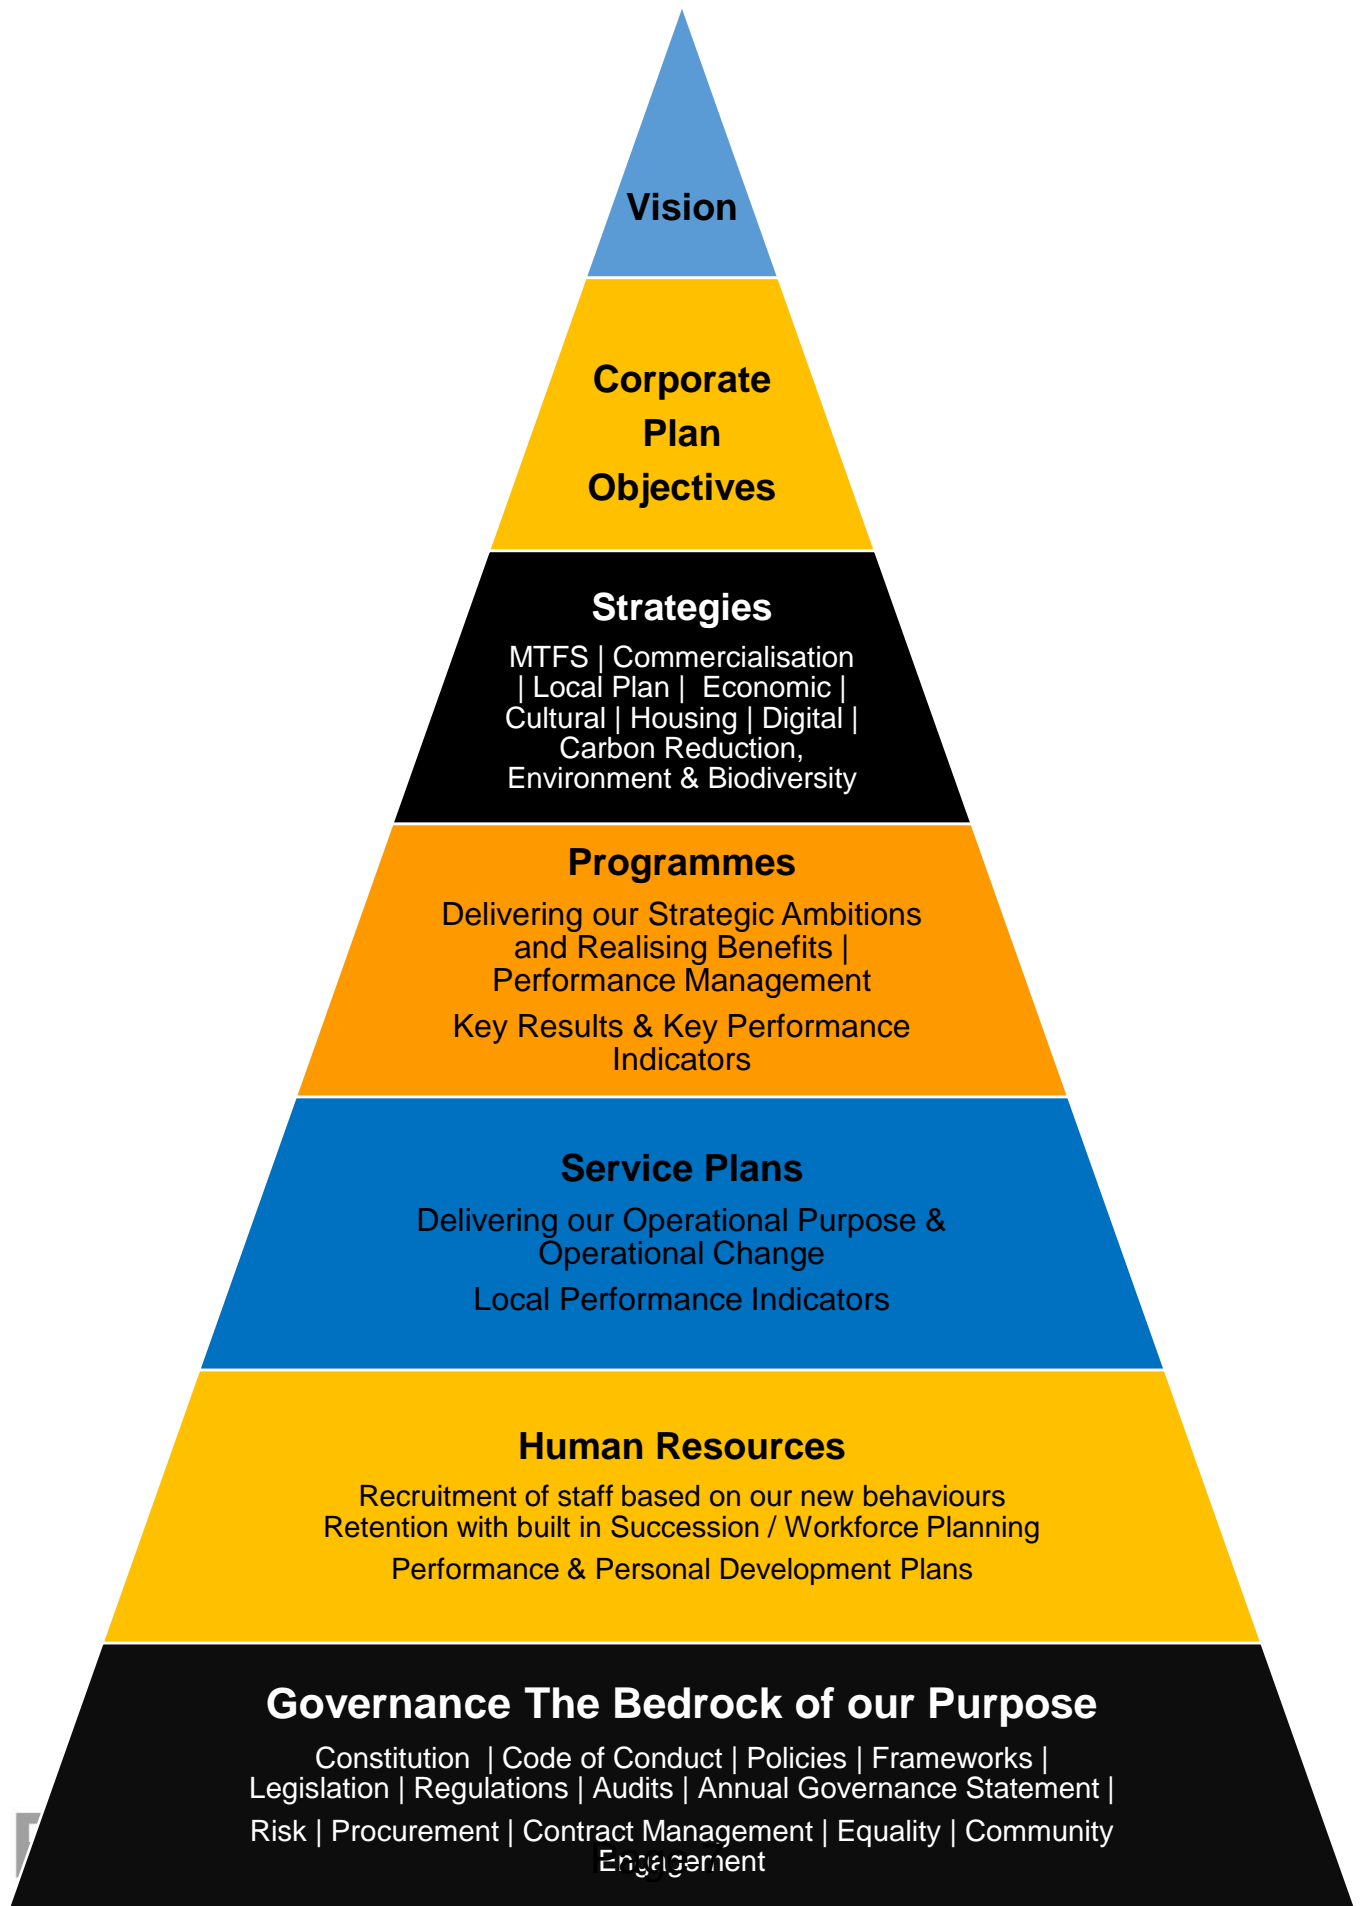 Vision
Corporate
Plan
Objectives
Strategies
MTFS | Commercialisation
| Local Plan | Economic |
Cultural | Housing | Digital |
Carbon Reduction,
Environment & Biodiversity
Programmes
Delivering our Strategic Ambitions
and Realising Benefits |
Performance Management
Key Results & Key Performance
Indicators
Service Plans
Delivering our Operational Purpose &
Operational Change
Local Performance Indicators
Human Resources
Recruitment of staff based on our new behaviours
Retention with built in Succession / Workforce Planning
Performance & Personal Development Plans
Governance The Bedrock of our Purpose
Constitution | Code of Conduct | Policies | Frameworks |
Legislation | Regulations | Audits | Annual Governance Statement |
Risk | Procurement | Contract Management | Equality | Community
Engagement
Page 7